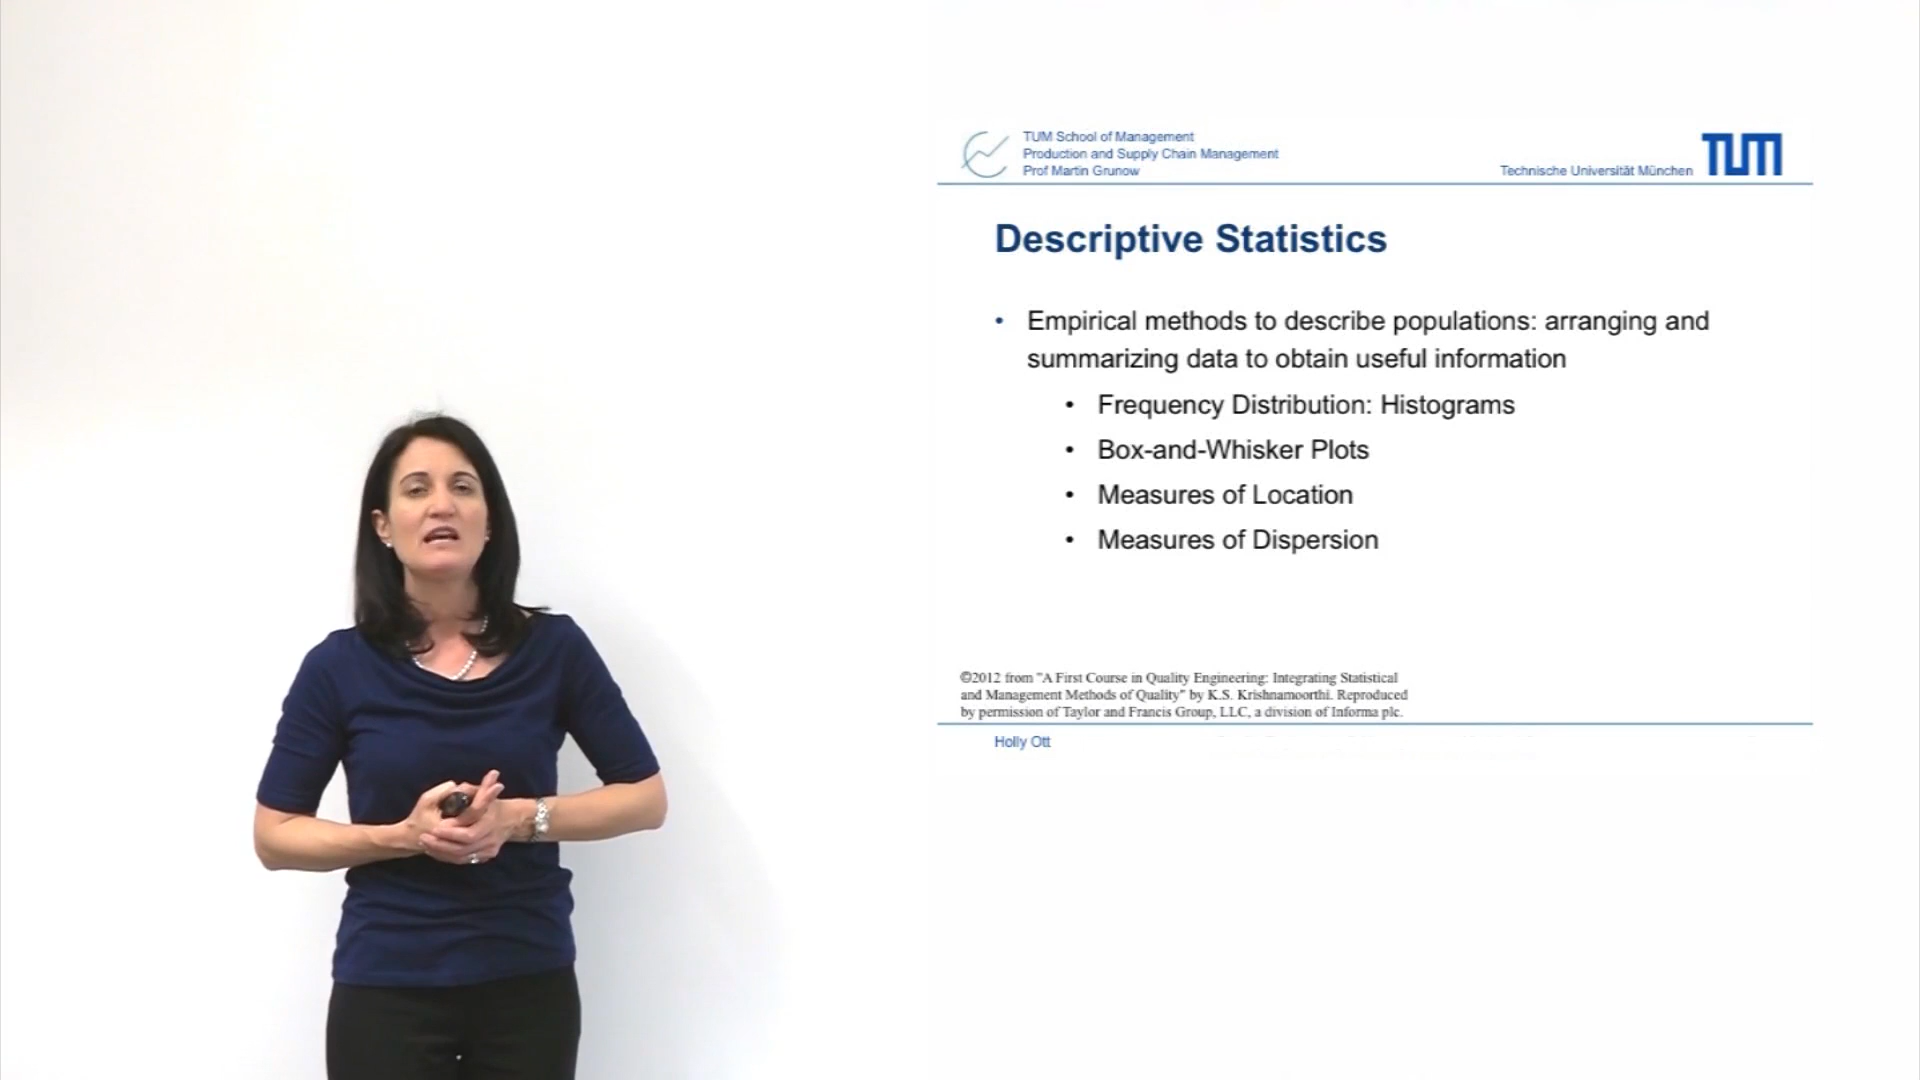 TUM School of Management
Production and Supply Chain Management
Prof Martin Grunow
Technische Universität München
TUM
Descriptive Statistics
• Empirical methods to describe populations: arranging and
summarizing data to obtain useful information
• Frequency Distribution: Histograms
• Box-and-Whisker Plots
• Measures of Location
• Measures of Dispersion
©2012 from "A First Course in Quality Engineering: Integrating Statistical
and Management Methods of Quality" by K.S. Krishnamoorthi. Reproduced
by permission of Taylor and Francis Group, LLC, a division of Informa plc.
Holly Ott